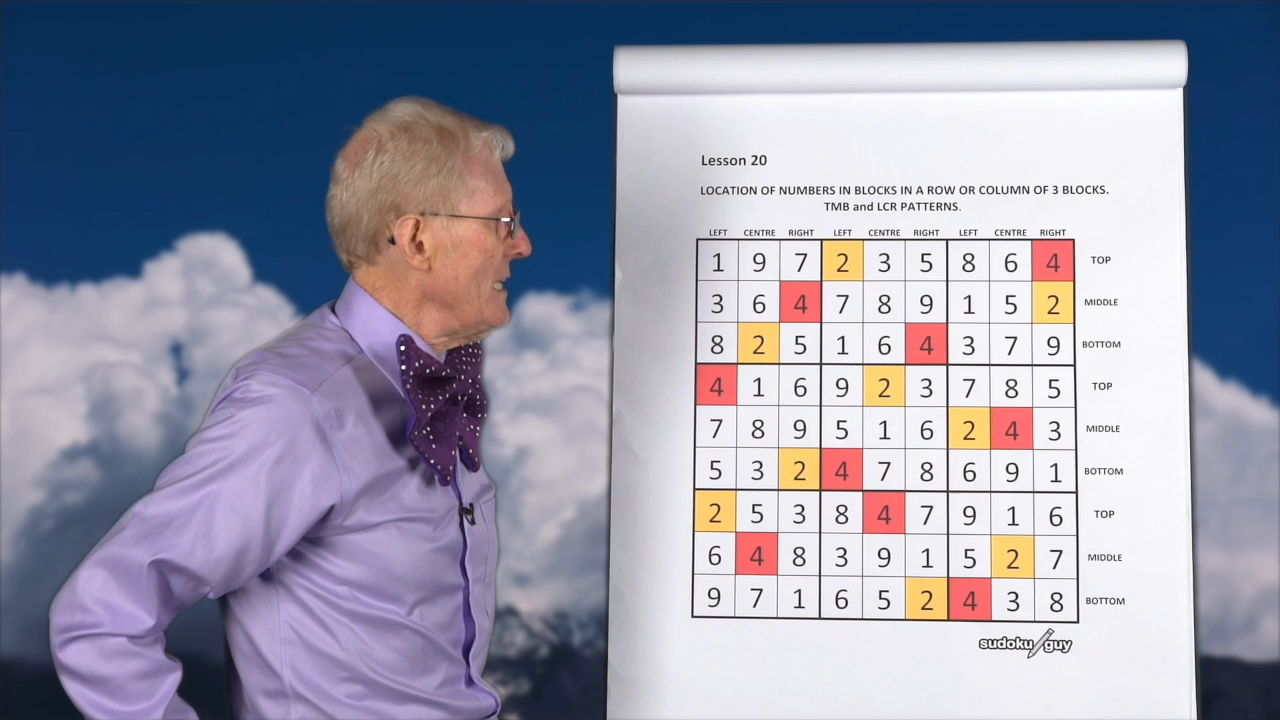 Lesson 20
LOCATION OF NUMBERS IN BLOCKS IN A ROW OR COLUMN OF 3 BLOCKS.
TMB and LCR PATTERNS.
LEFT CENTRE RIGHT LEFT CENTRE RIGHT LEFT CENTRE RIGHT
1 9 7 2 3 5 8 6 4 TOP
3 6 4 7 8 9 1 5 2 MIDDLE
8 2 5 1 6 4 3 7 9 BOTTOM
4 1 6 9 2 3 7 8 5 TOP
7 8 9 5 1 6 2 4 3 MIDDLE
5 3 2 4 7 8 6 9 1 BOTTOM
2 5 3 8 4 7 9 1 6 TOP
6 4 8 3 9 1 5 2 7 MIDDLE
9 7 1 6 5 2 4 3 8 BOTTOM
sudoku guy